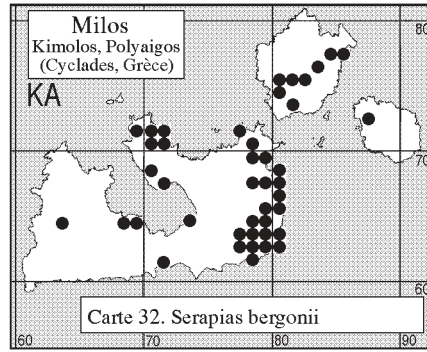 Milos
Kimolos, Polyaigos
(Cyclades, Grèce)
KA
80
70
60
Carte 32. Serapias bergonii
60 70 80 90